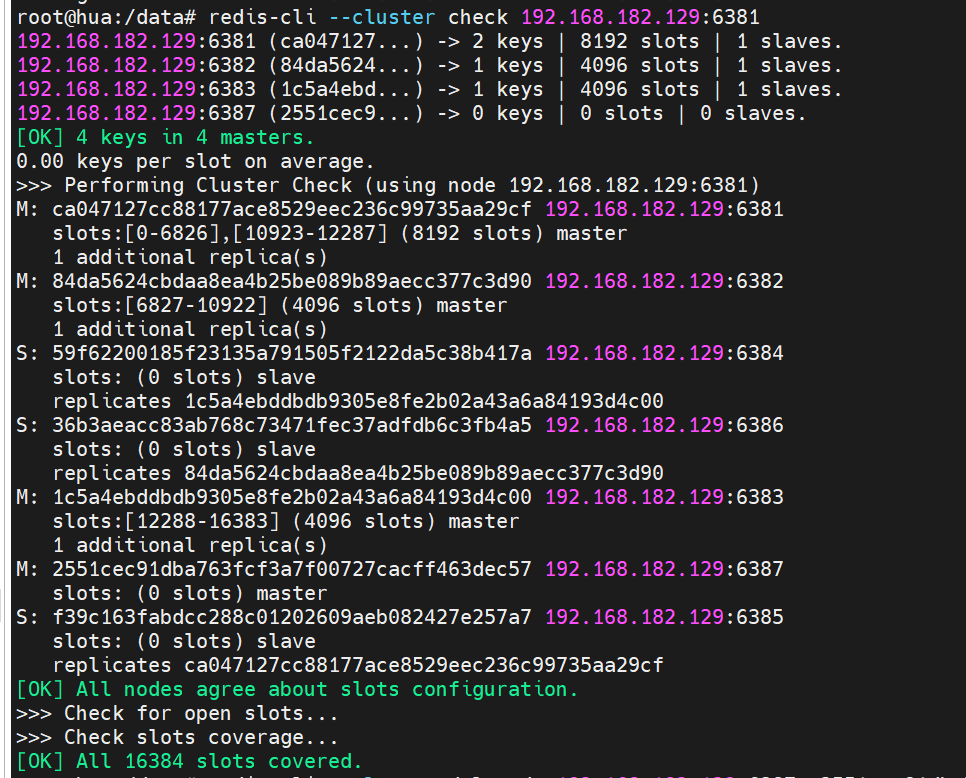 root@hua:/data# redis-cli --cluster check 192.168.182.129:6381
192.168.182.129:6381 (ca047127...) -> 2 keys | 8192 slots | 1 slaves.
192.168.182.129:6382 (84da5624...) -> 1 keys | 4096 slots | 1 slaves.
192.168.182.129:6383 (1c5a4ebd...) -> 1 keys | 4096 slots | 1 slaves.
192.168.182.129:6387 (2551cec9...) -> 0 keys | 0 slots | 0 slaves.
[OK] 4 keys in 4 masters.
0.00 keys per slot on average.
>>> Performing Cluster Check (using node 192.168.182.129:6381)
M: ca047127cc88177ace8529eec236c99735aa29cf 192.168.182.129:6381
   slots:[0-6826],[10923-12287] (8192 slots) master
   1 additional replica(s)
M: 84da5624cbdaa8ea4b25be089b89aecc377c3d90 192.168.182.129:6382
   slots:[6827-10922] (4096 slots) master
   1 additional replica(s)
S: 59f62200185f23135a791505f2122da5c38b417a 192.168.182.129:6384
   slots: (0 slots) slave
   replicates 1c5a4ebddbdb9305e8fe2b02a43a6a84193d4c00
S: 36b3aeacc83ab768c73471fec37adfdb6c3fb4a5 192.168.182.129:6386
   slots: (0 slots) slave
   replicates 84da5624cbdaa8ea4b25be089b89aecc377c3d90
M: 1c5a4ebddbdb9305e8fe2b02a43a6a84193d4c00 192.168.182.129:6383
   slots:[12288-16383] (4096 slots) master
   1 additional replica(s)
M: 2551cec91dba763fcf3a7f00727cacff463dec57 192.168.182.129:6387
   slots: (0 slots) master
S: f39c163fabdcc288c01202609aeb082427e257a7 192.168.182.129:6385
   slots: (0 slots) slave
   replicates ca047127cc88177ace8529eec236c99735aa29cf
[OK] All nodes agree about slots configuration.
>>> Check for open slots...
>>> Check slots coverage...
[OK] All 16384 slots covered.